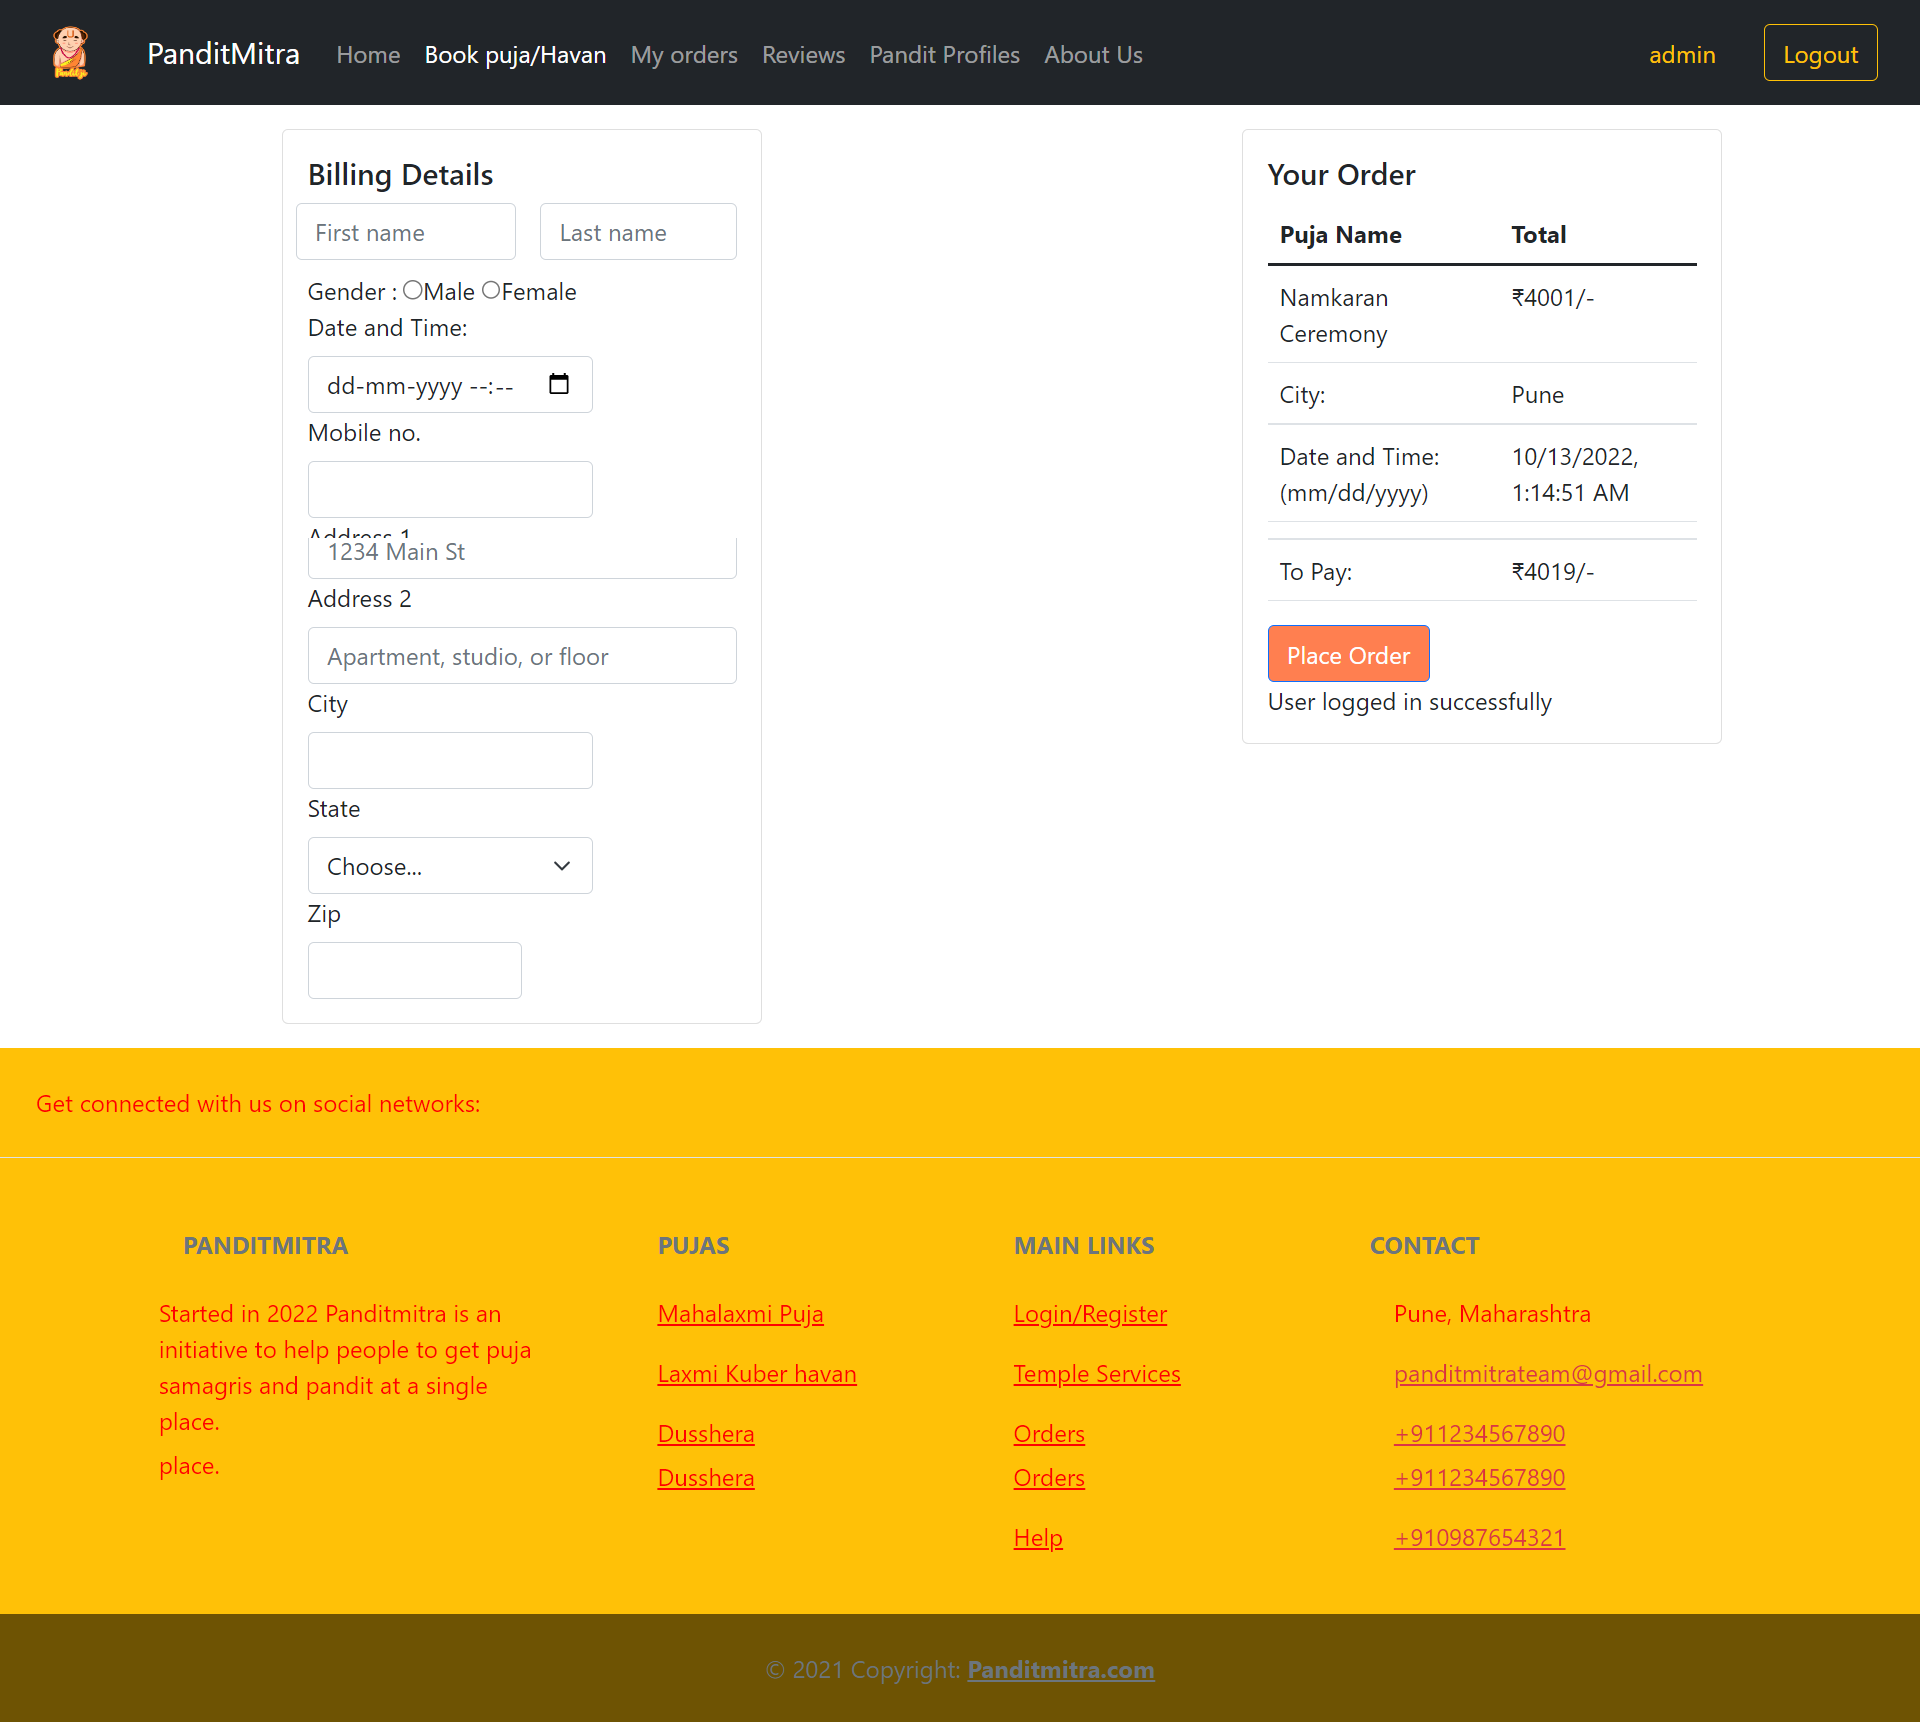 PanditMitra Home Book puja/Havan My orders Reviews Pandit Profiles About Us admin Logout
Billing Details
First name Last name
Gender : Male Female
Date and Time:
dd-mm-yyyy --:--
Mobile no.
Address 1
1234 Main St
Address 2
Apartment, studio, or floor
City
State
Choose...
Zip
Your Order
Puja Name Total
Namkaran Ceremony ₹4001/-
City: Pune
Date and Time: 10/13/2022,
(mm/dd/yyyy) 1:14:51 AM
To Pay: ₹4019/-
Place Order
User logged in successfully
Get connected with us on social networks:
PANDITMITRA
Started in 2022 Panditmitra is an
initiative to help people to get puja
samagris and pandit at a single
place.
place.
PUJAS
Mahalaxmi Puja
Laxmi Kuber havan
Dusshera
Dusshera
MAIN LINKS
Login/Register
Temple Services
Orders
Orders
Help
CONTACT
Pune, Maharashtra
panditmitrateam@gmail.com
+911234567890
+911234567890
+910987654321
© 2021 Copyright: Panditmitra.com